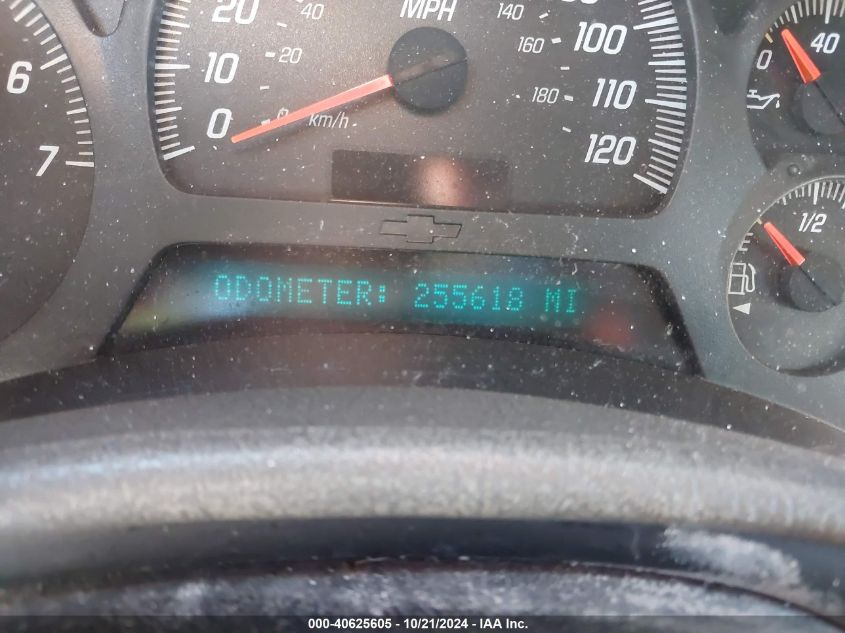 20 40 MPH 140 100
6 10 20 160 40
0 0 km/h 180 110 0
7 120
1/2
ODOMETER: 255618 MI
000-40625605 - 10/21/2024 - IAA Inc.